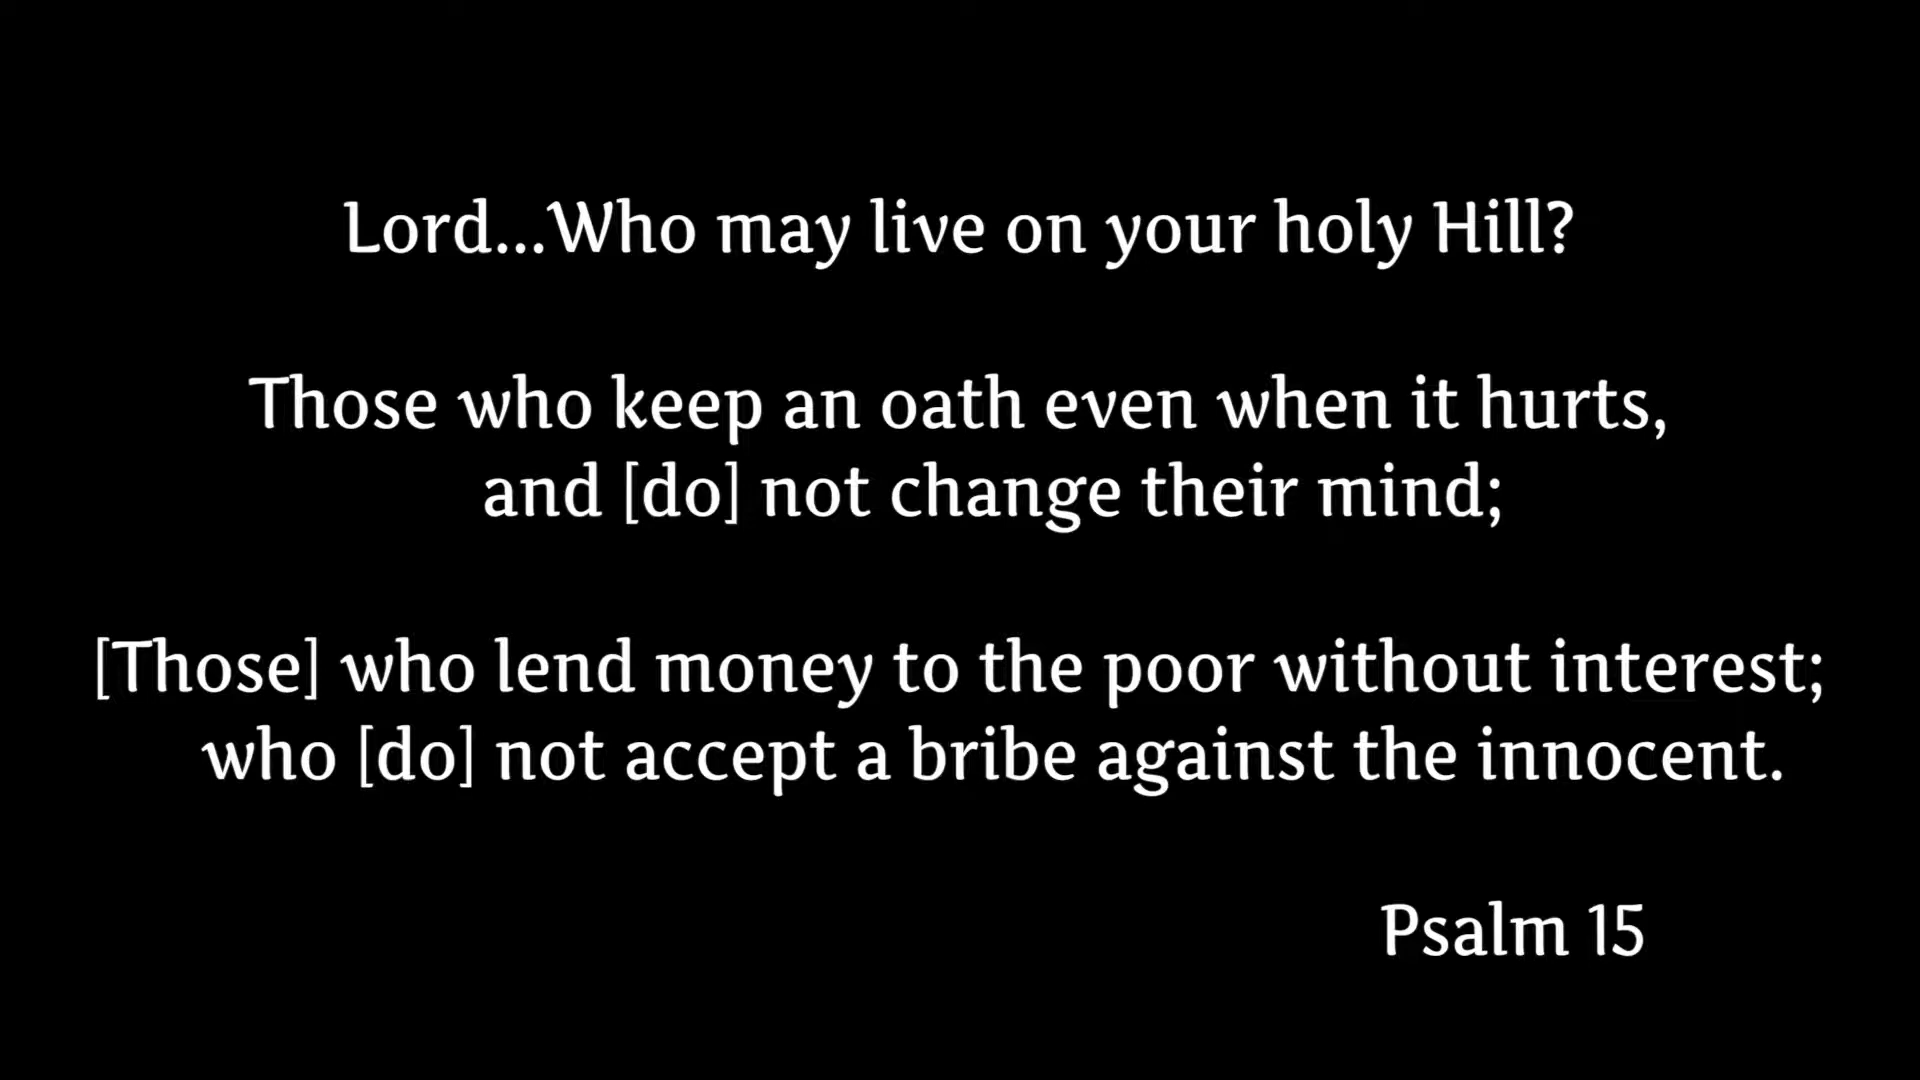 Lord...Who may live on your holy Hill?
Those who keep an oath even when it hurts,
and [do] not change their mind;
[Those] who lend money to the poor without interest;
who [do] not accept a bribe against the innocent.
Psalm 15